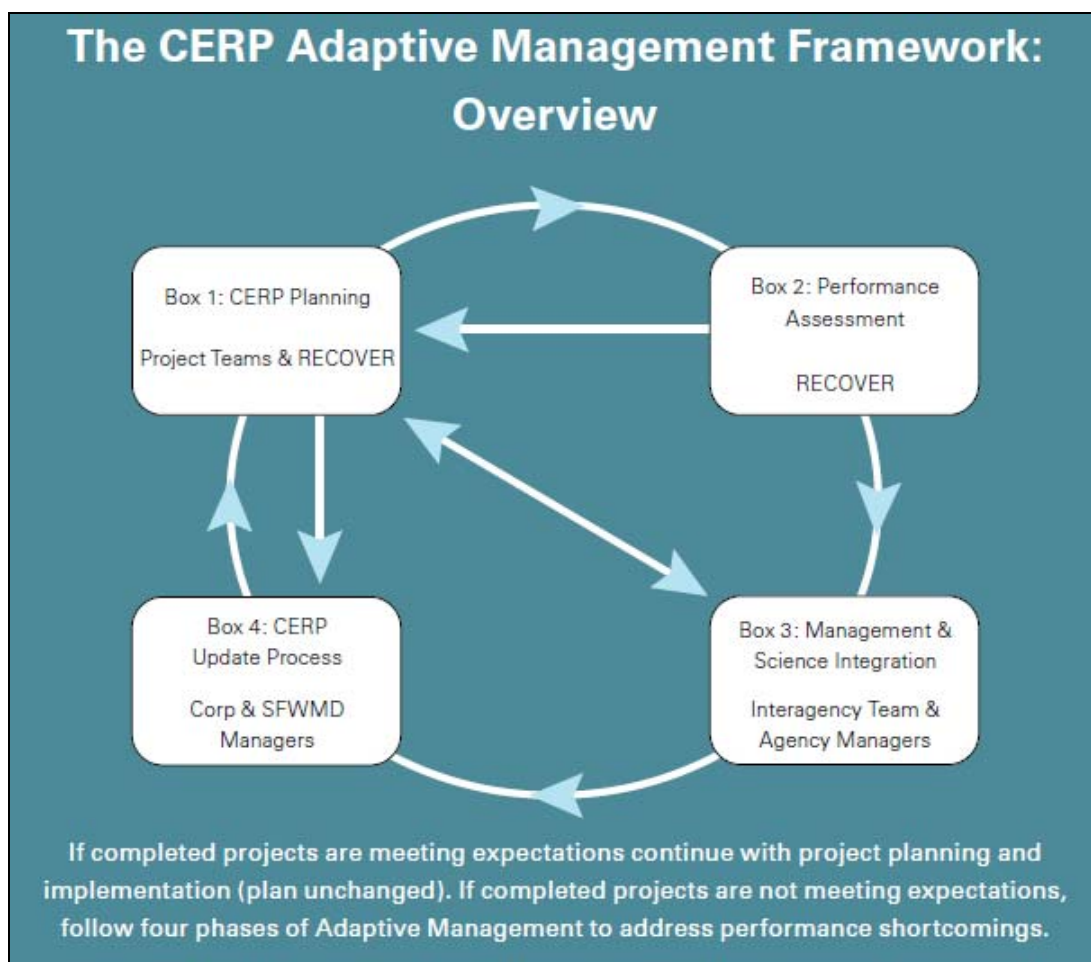 The CERP Adaptive Management Framework:
Overview
Box 1: CERP Planning
Project Teams & RECOVER
Box 2: Performance
Assessment
RECOVER
Box 4: CERP
Update Process
Corp & SFWMD
Managers
Box 3: Management &
Science Integration
Interagency Team &
Agency Managers
If completed projects are meeting expectations continue with project planning and
implementation (plan unchanged). If completed projects are not meeting expectations,
follow four phases of Adaptive Management to address performance shortcomings.